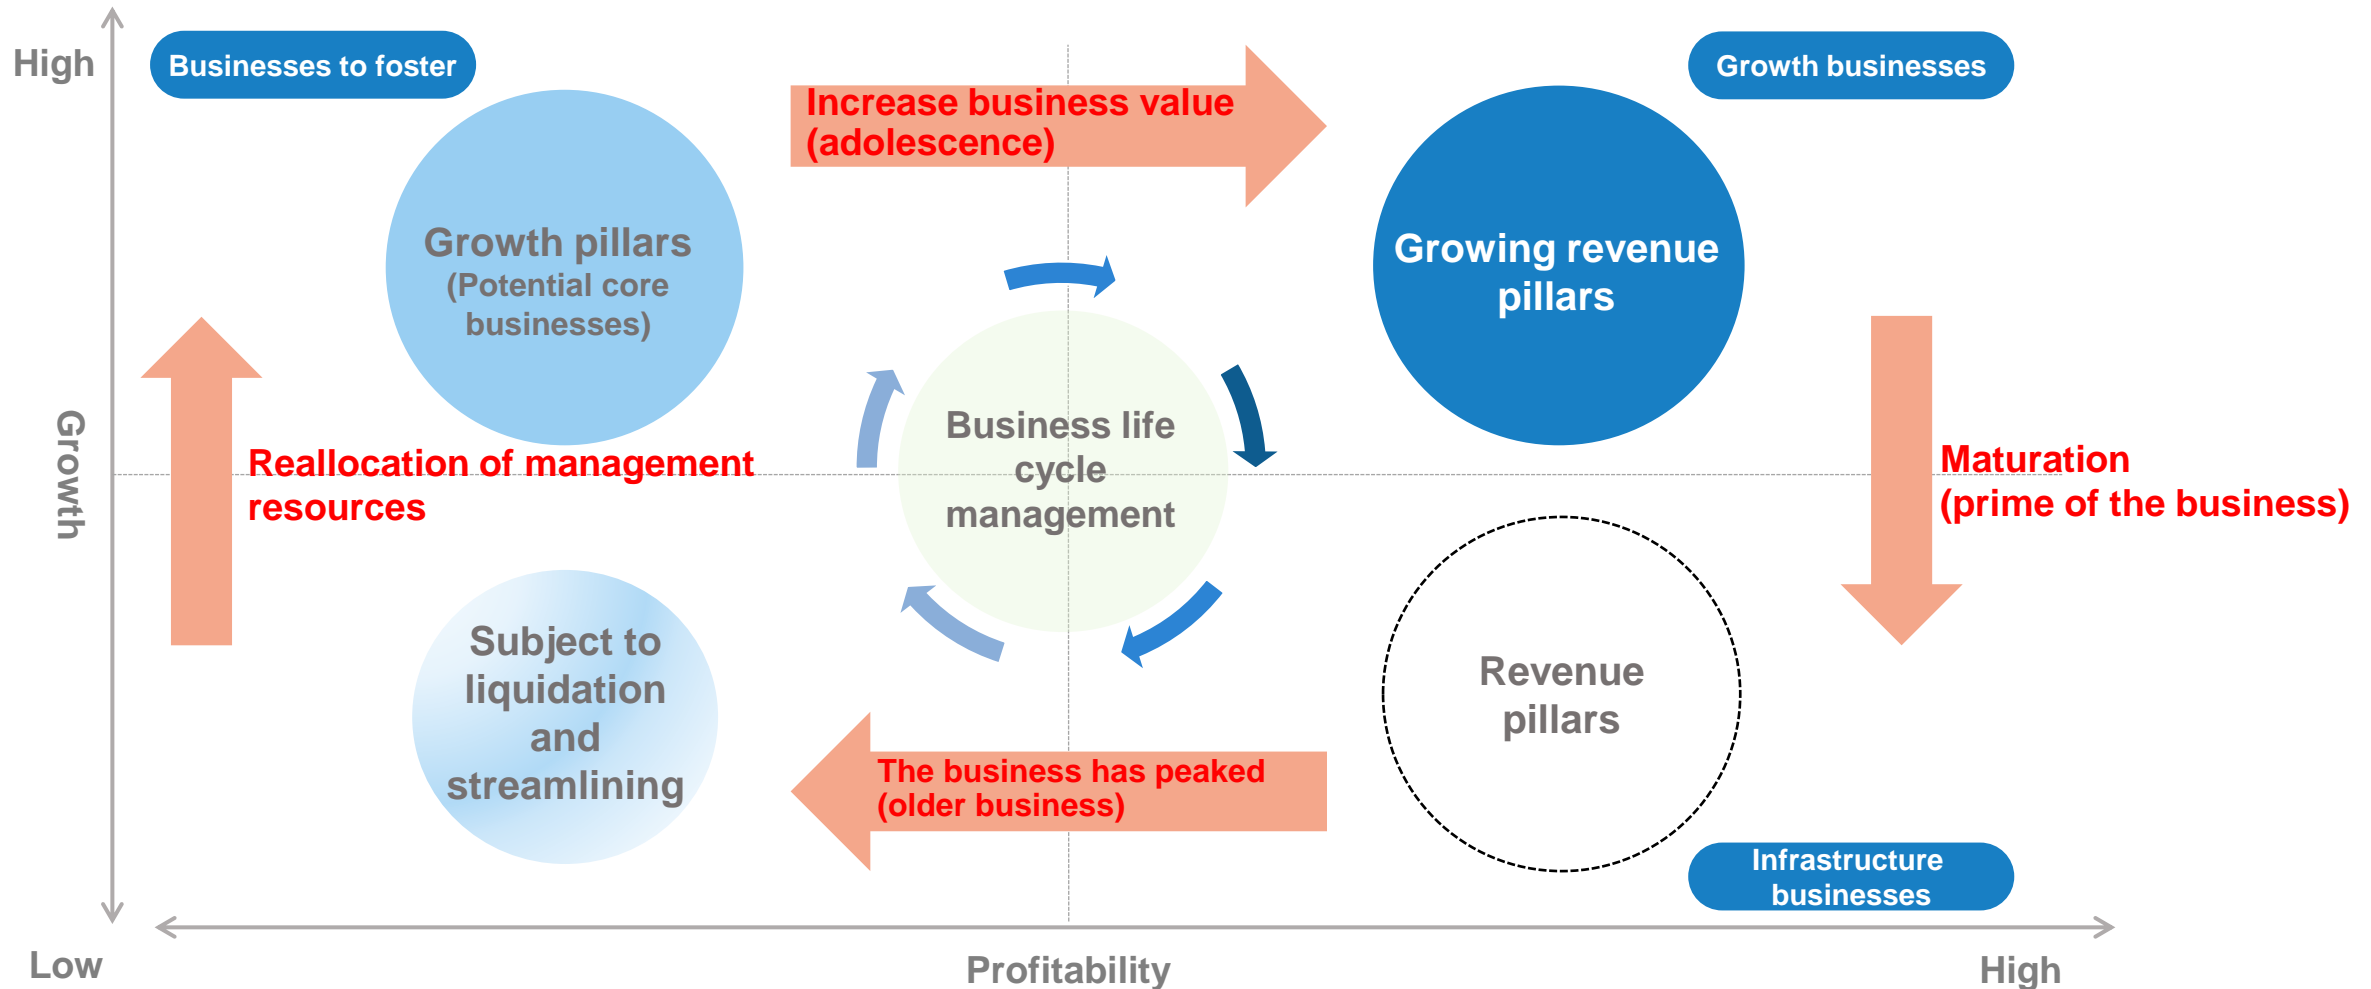 High
Businesses to foster
Increase business value
(adolescence)
Growth businesses
Growth pillars
(Potential core
businesses)
Growing revenue
pillars
Growth
Reallocation of management
resources
Business life
cycle
management
Maturation
(prime of the business)
Subject to
liquidation
and
streamlining
The business has peaked
(older business)
Revenue
pillars
Infrastructure
businesses
Low
Profitability
High